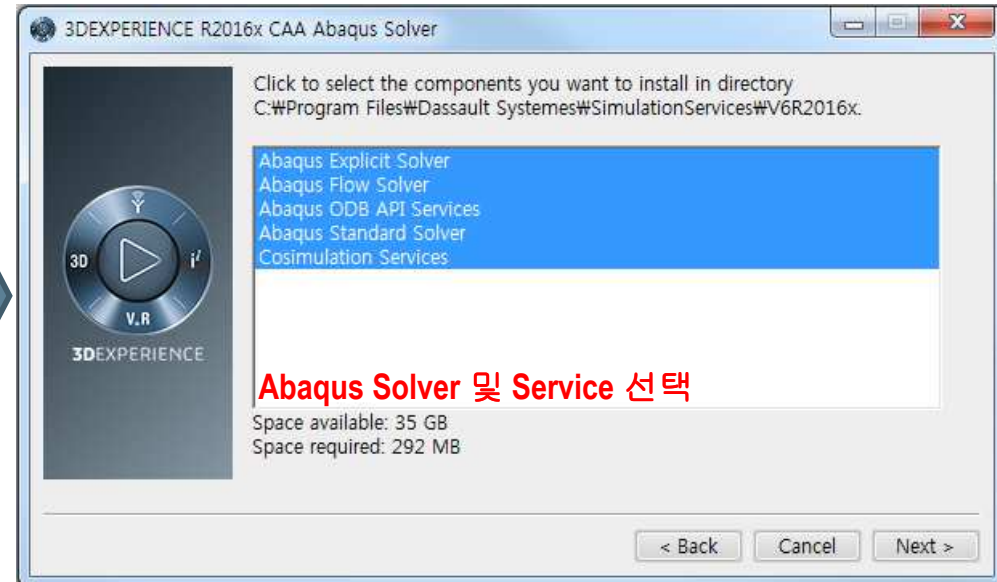 3DEXPERIENCE R2016x CAA Abaqus Solver
Click to select the components you want to install in directory
C:₩Program Files₩Dassault Systemes₩SimulationServices₩V6R2016x.
Abaqus Explicit Solver
Abaqus Flow Solver
Abaqus ODB API Services
Abaqus Standard Solver
Cosimulation Services
3D
i²
V.R
3DEXPERIENCE
Abaqus Solver 및 Service 선택
Space available: 35 GB
Space required: 292 MB
< Back
Cancel
Next >